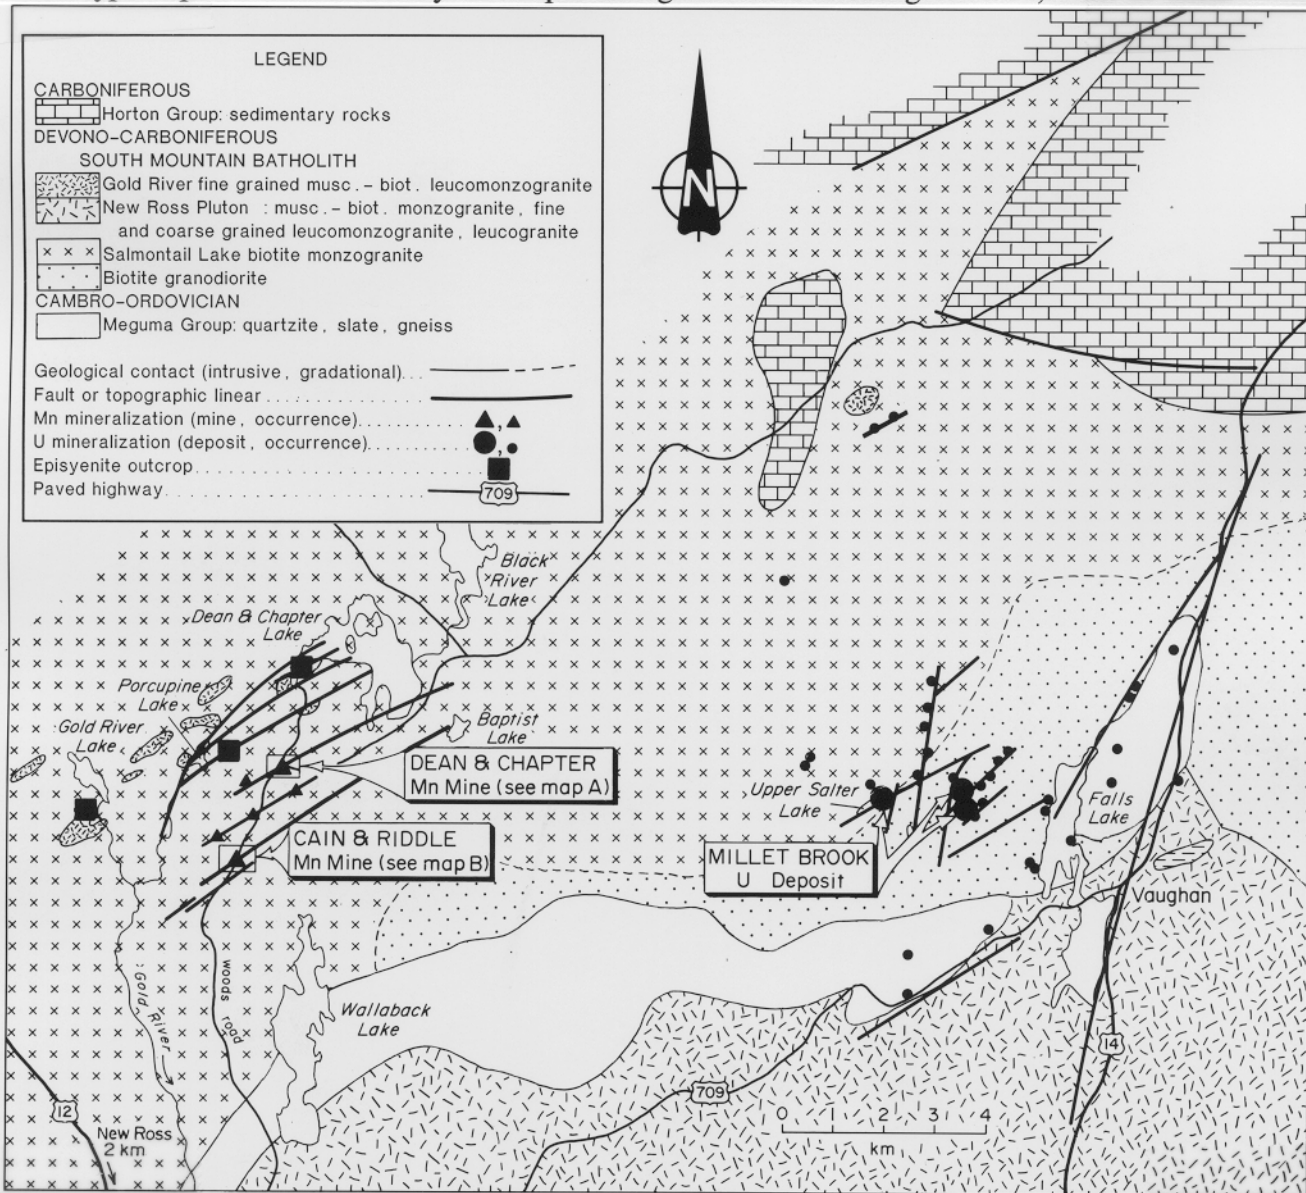 LEGEND
CARBONIFEROUS
Horton Group: sedimentary rocks
DEVONO-CARBONIFEROUS
SOUTH MOUNTAIN BATHOLITH
Gold River fine grained musc.- biot. leucomonzogranite
New Ross Pluton : musc.- biot. monzogranite, fine
and coarse grained leucomonzogranite, leucogranite
Salmontail Lake biotite monzogranite
Biotite granodiorite
CAMBRO-ORDOVICIAN
Meguma Group: quartzite, slate, gneiss
Geological contact (intrusive, gradational)...
Fault or topographic linear
Mn mineralization (mine, occurrence)
U mineralization (deposit, occurrence)
Episyenite outcrop
Paved highway
709
N
Black
River
Lake
Dean & Chapter
Lake
Porcupine
Lake
Gold River
Lake
Baptist
Lake
DEAN & CHAPTER
Mn Mine (see map A)
CAIN & RIDDLE
Mn Mine (see map B)
Upper Salter
Lake
MILLET BROOK
U Deposit
Falls
Lake
Vaughan
woods road
Gold River
Wallaback
Lake
14
709
12
New Ross
2 km
0 1 2 3 4
km